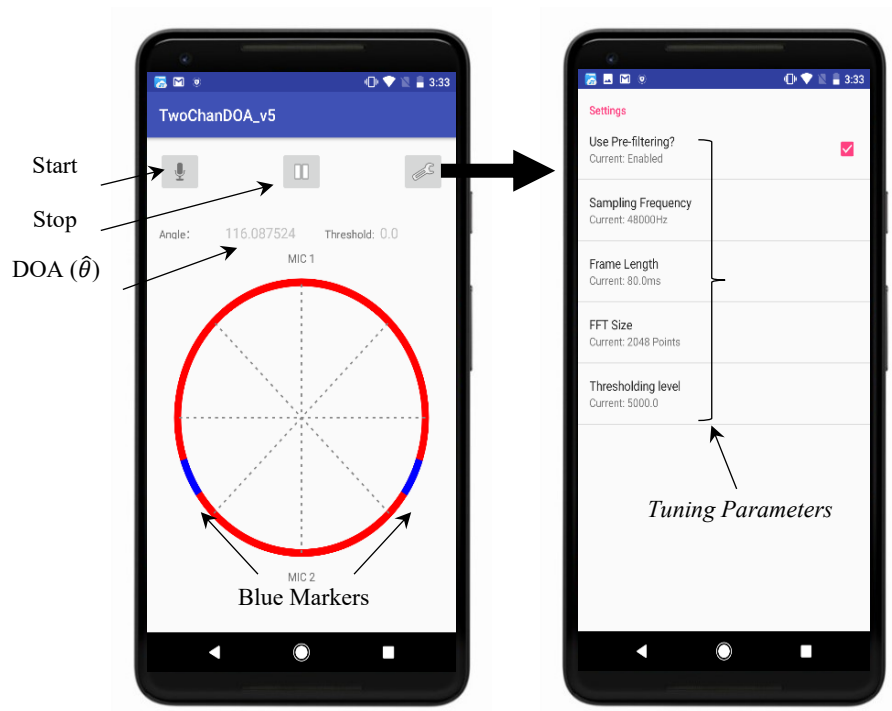 3:33
TwoChanDOA_v5
Start
Stop
DOA (θ̂)
Angle: 116.087524 Threshold: 0.0
MIC 1
MIC 2
Blue Markers
3:33
Settings
Use Pre-filtering?
Current: Enabled
Sampling Frequency
Current: 48000Hz
Frame Length
Current: 80.0ms
FFT Size
Current: 2048 Points
Thresholding level
Current: 5000.0
Tuning Parameters